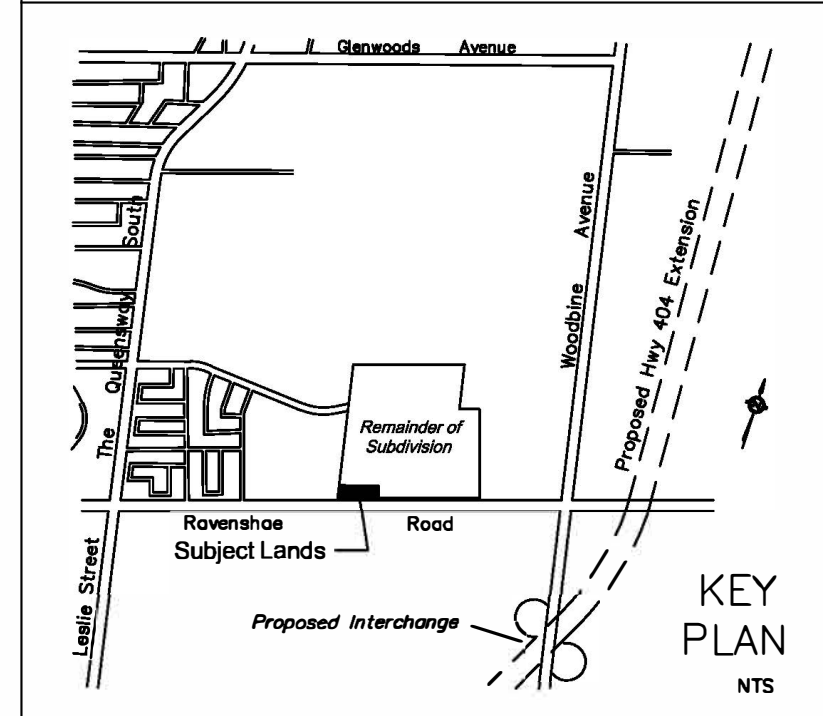 Glenwoods Avenue
The Queensway South
Woodbine Avenue
Proposed Hwy 404 Extension
Remainder of
Subdivision
Ravenshoe Road
Subject Lands
Leslie Street
Proposed Interchange
KEY
PLAN
NTS